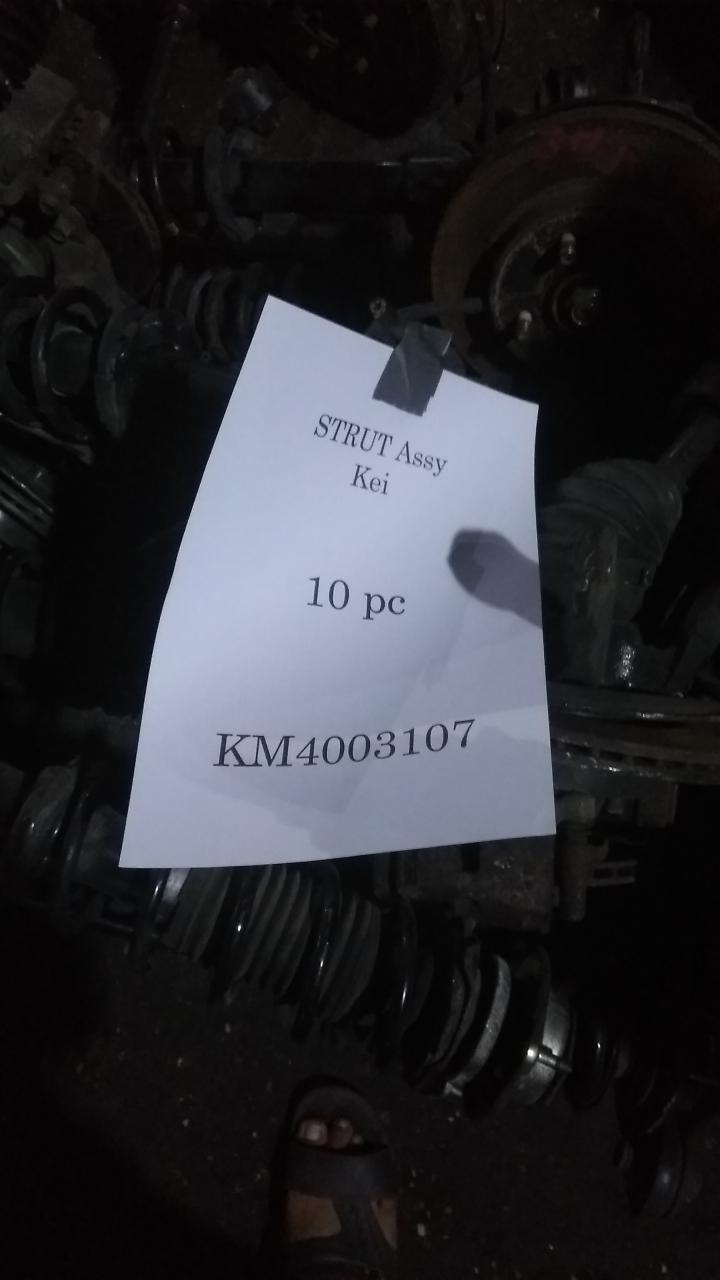 STRUT Assy
Kei
10 pc
KM4003107